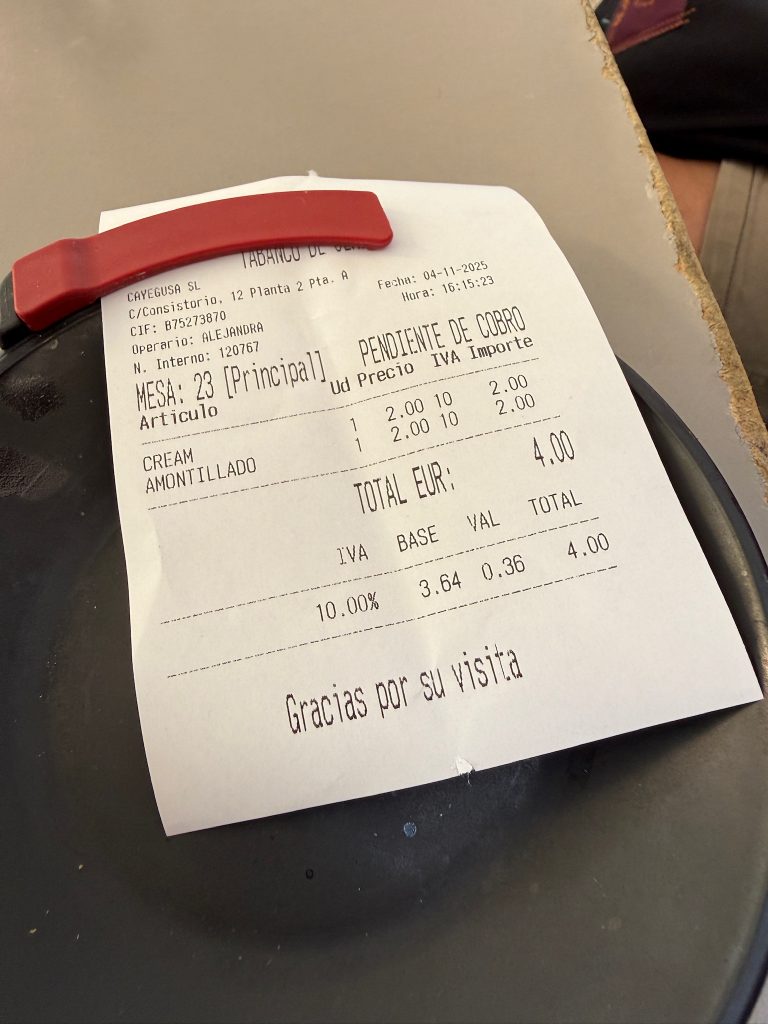 TABANCO DE
CAYEGUSA SL
C/Consistorio, 12 Planta 2 Pta. A
CIF: B75273870
Operario: ALEJANDRA
N. Interno: 120767
Fecha: 04-11-2025
Hora: 16:15:23
MESA: 23 [Principal] PENDIENTE DE COBRO
Articulo Ud Precio IVA Importe
CREAM 1 2.00 10 2.00
AMONTILLADO 1 2.00 10 2.00
TOTAL EUR: 4.00
IVA BASE VAL TOTAL
10.00% 3.64 0.36 4.00
Gracias por su visita